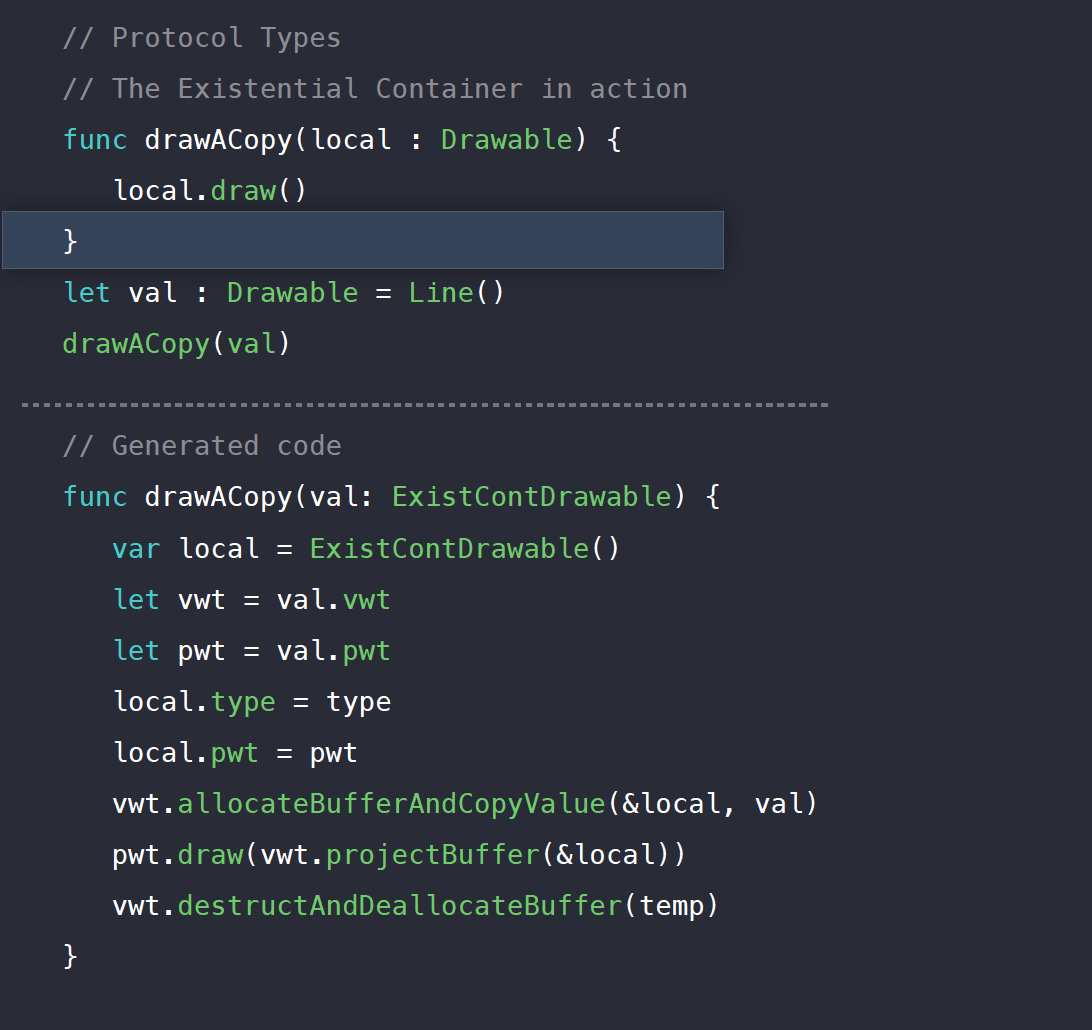 // Protocol Types
// The Existential Container in action
func drawACopy(local : Drawable) {
local.draw()
}
let val : Drawable = Line()
drawACopy(val)
// Generated code
func drawACopy(val: ExistContDrawable) {
var local = ExistContDrawable()
let vwt = val.vwt
let pwt = val.pwt
local.type = type
local.pwt = pwt
vwt.allocateBufferAndCopyValue(&local, val)
pwt.draw(vwt.projectBuffer(&local))
vwt.destructAndDeallocateBuffer(temp)
}